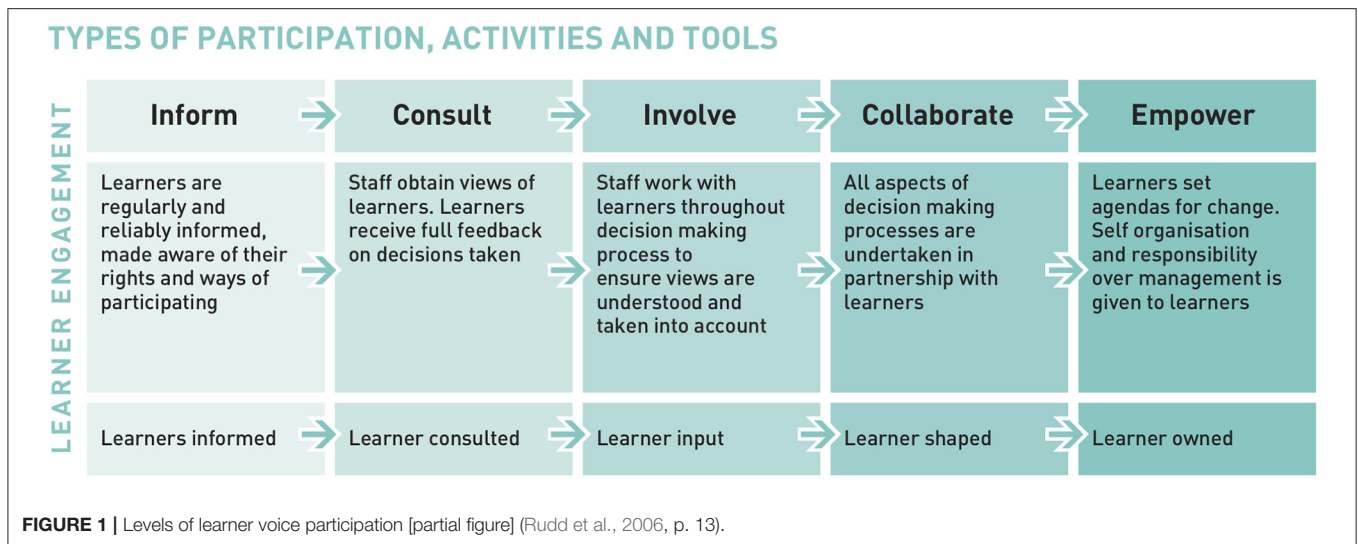 TYPES OF PARTICIPATION, ACTIVITIES AND TOOLS
LEARNER ENGAGEMENT
Inform
Consult
Involve
Collaborate
Empower
Learners are
regularly and
reliably informed,
made aware of their
rights and ways of
participating
Staff obtain views of
learners. Learners
receive full feedback
on decisions taken
Staff work with
learners throughout
decision making
process to
ensure views are
understood and
taken into account
All aspects of
decision making
processes are
undertaken in
partnership with
learners
Learners set
agendas for change.
Self organisation
and responsibility
over management is
given to learners
Learners informed
Learner consulted
Learner input
Learner shaped
Learner owned
FIGURE 1 | Levels of learner voice participation [partial figure] (Rudd et al., 2006, p. 13).